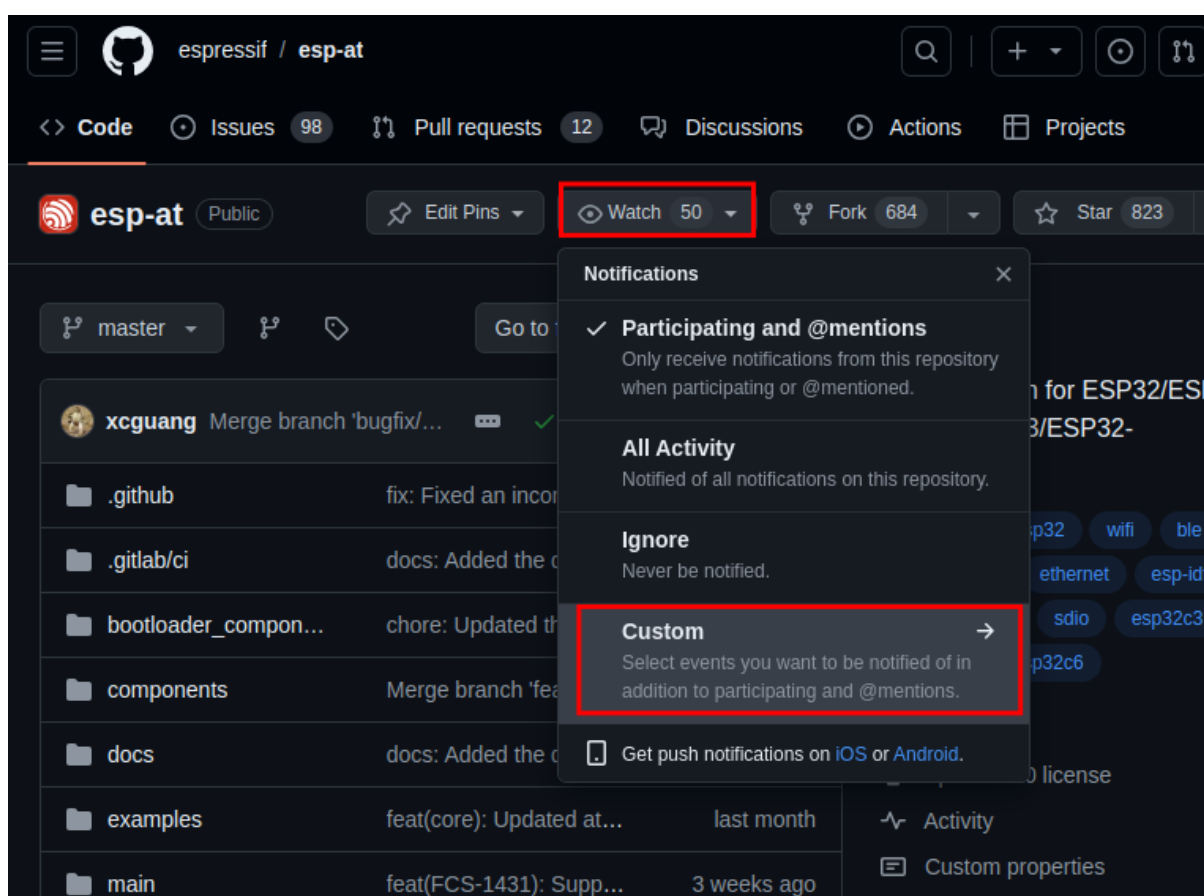 espressif / esp-at
Code Issues 98 Pull requests 12 Discussions Actions Projects
esp-at Public Edit Pins Watch 50 Fork 684 Star 823
Notifications
master Go to
Participating and @mentions
Only receive notifications from this repository
when participating or @mentioned.
xcguang Merge branch 'bugfix/...
for ESP32/ESP
/ESP32-
All Activity
Notified of all notifications on this repository.
.github fix: Fixed an incor
wifi ble
Ignore
Never be notified.
.gitlab/ci docs: Added the
ethernet esp-id
bootloader_compon... chore: Updated th
Custom
Select events you want to be notified of in
addition to participating and @mentions.
sdio esp32c3
p32c6
components Merge branch 'fea
docs docs: Added the
Get push notifications on iOS or Android.
license
examples feat(core): Updated at... last month
Activity
Custom properties
main feat(FCS-1431): Supp... 3 weeks ago